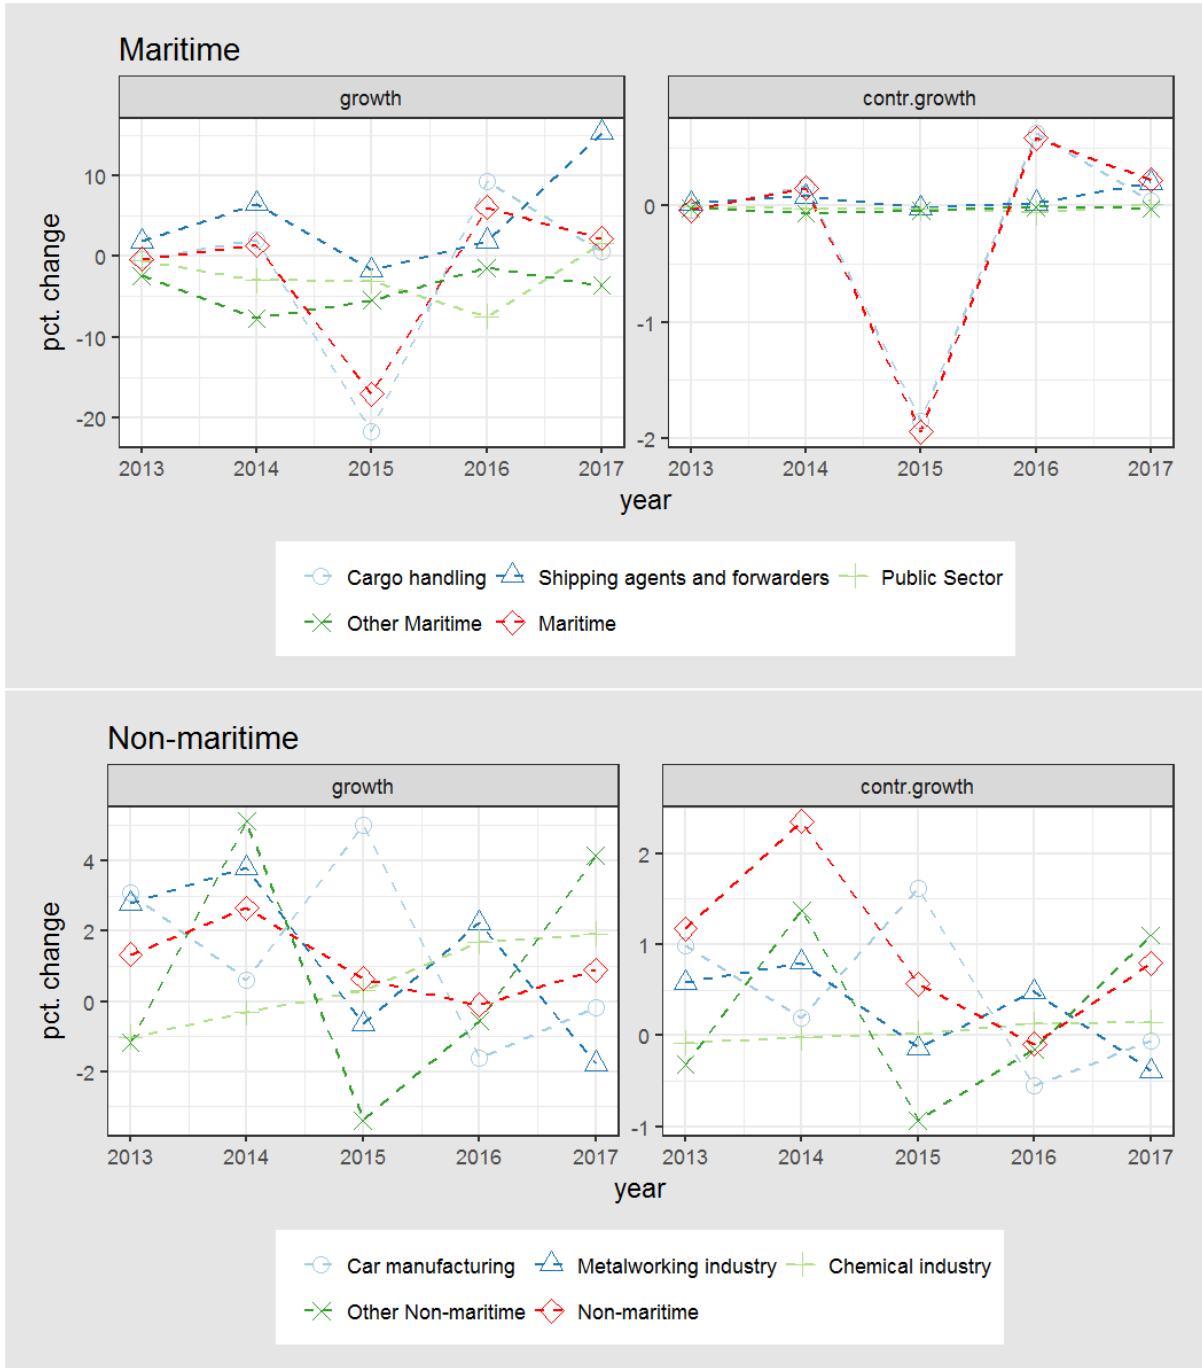 Maritime
growth
contr.growth
pct. change
10
0
-10
-20
0
-1
-2
2013 2014 2015 2016 2017
2013 2014 2015 2016 2017
year
Cargo handling Shipping agents and forwarders Public Sector
Other Maritime Maritime
Non-maritime
growth
contr.growth
pct. change
4
2
0
-2
2
1
0
-1
2013 2014 2015 2016 2017
2013 2014 2015 2016 2017
year
Car manufacturing Metalworking industry Chemical industry
Other Non-maritime Non-maritime